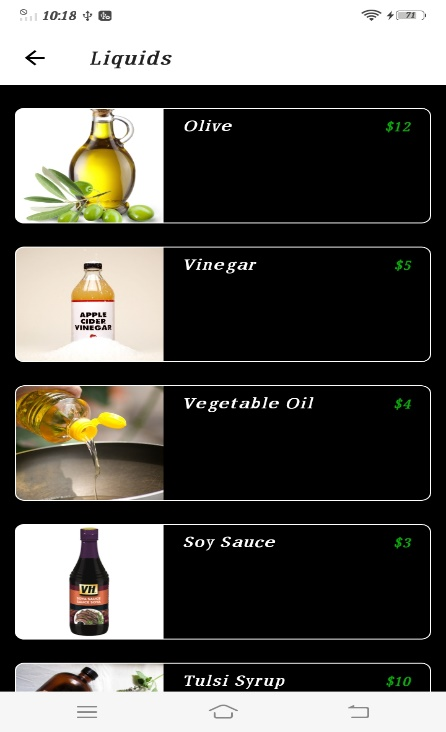 10:18
71
Liquids
Olive $12
Vinegar $5
APPLE
CIDER
VINEGAR
Vegetable Oil $4
Soy Sauce $3
VH
Tulsi Syrup $10